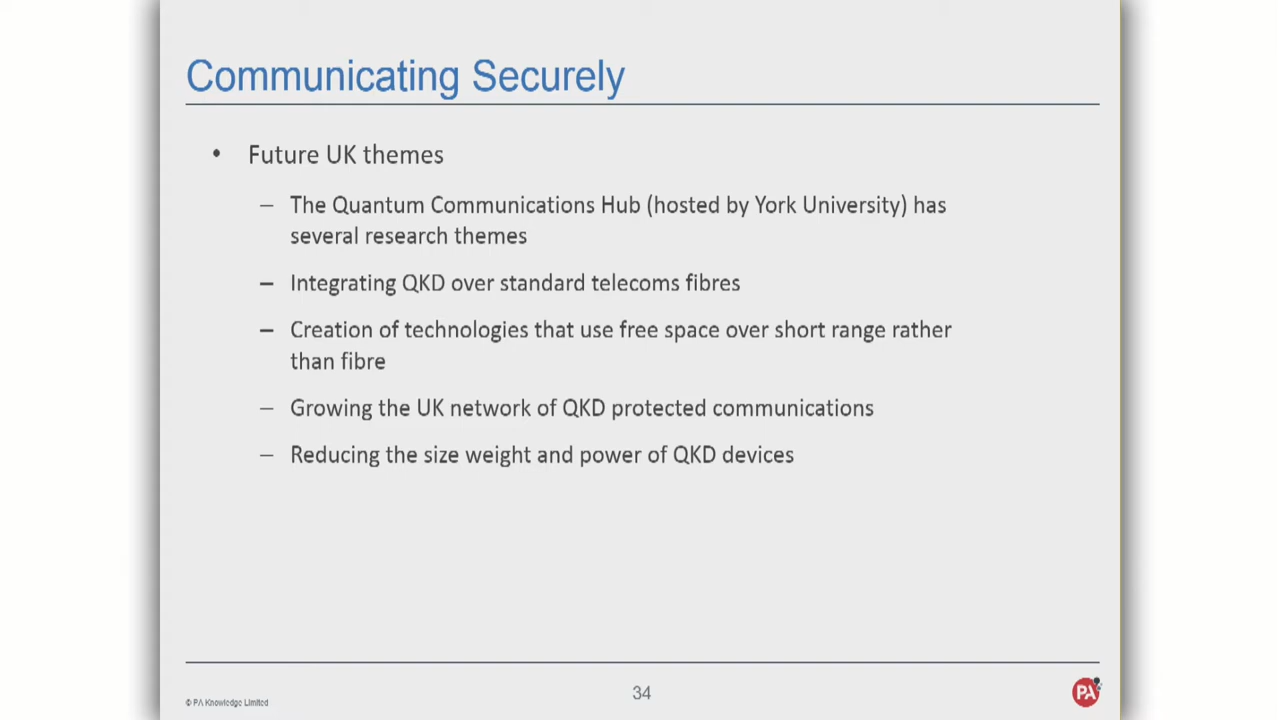 Communicating Securely
• Future UK themes
– The Quantum Communications Hub (hosted by York University) has
several research themes
– Integrating QKD over standard telecoms fibres
– Creation of technologies that use free space over short range rather
than fibre
– Growing the UK network of QKD protected communications
– Reducing the size weight and power of QKD devices
© PA Knowledge Limited
34
PA